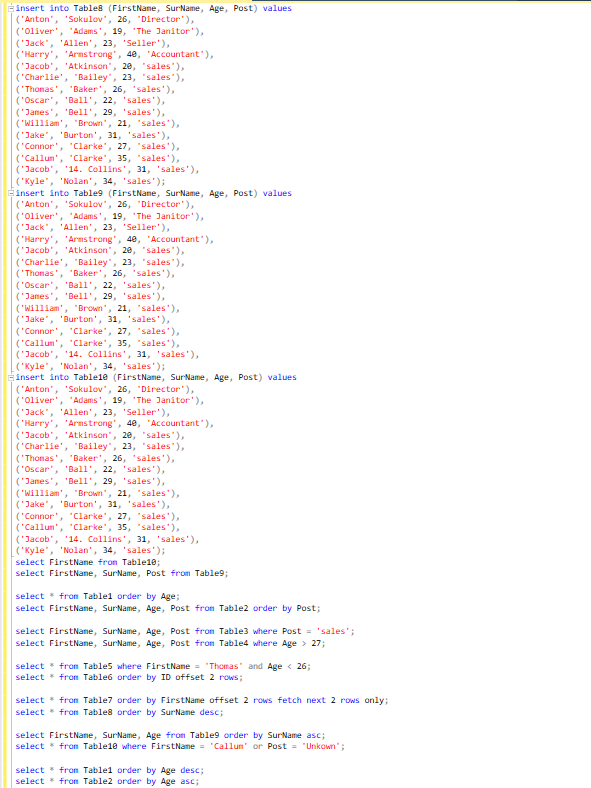 insert into Table8 (FirstName, SurName, Age, Post) values
('Anton', 'Sokulov', 26, 'Director'),
('Oliver', 'Adams', 19, 'The Janitor'),
('Jack', 'Allen', 23, 'Seller'),
('Harry', 'Armstrong', 40, 'Accountant'),
('Jacob', 'Atkinson', 20, 'sales'),
('Charlie', 'Bailey', 23, 'sales'),
('Thomas', 'Baker', 26, 'sales'),
('Oscar', 'Ball', 22, 'sales'),
('James', 'Bell', 29, 'sales'),
('William', 'Brown', 21, 'sales'),
('Jake', 'Burton', 31, 'sales'),
('Connor', 'Clarke', 27, 'sales'),
('Callum', 'Clarke', 35, 'sales'),
('Jacob', '14. Collins', 31, 'sales'),
('Kyle', 'Nolan', 34, 'sales');
insert into Table9 (FirstName, SurName, Age, Post) values
('Anton', 'Sokulov', 26, 'Director'),
('Oliver', 'Adams', 19, 'The Janitor'),
('Jack', 'Allen', 23, 'Seller'),
('Harry', 'Armstrong', 40, 'Accountant'),
('Jacob', 'Atkinson', 20, 'sales'),
('Charlie', 'Bailey', 23, 'sales'),
('Thomas', 'Baker', 26, 'sales'),
('Oscar', 'Ball', 22, 'sales'),
('James', 'Bell', 29, 'sales'),
('William', 'Brown', 21, 'sales'),
('Jake', 'Burton', 31, 'sales'),
('Connor', 'Clarke', 27, 'sales'),
('Callum', 'Clarke', 35, 'sales'),
('Jacob', '14. Collins', 31, 'sales'),
('Kyle', 'Nolan', 34, 'sales');
insert into Table10 (FirstName, SurName, Age, Post) values
('Anton', 'Sokulov', 26, 'Director'),
('Oliver', 'Adams', 19, 'The Janitor'),
('Jack', 'Allen', 23, 'Seller'),
('Harry', 'Armstrong', 40, 'Accountant'),
('Jacob', 'Atkinson', 20, 'sales'),
('Charlie', 'Bailey', 23, 'sales'),
('Thomas', 'Baker', 26, 'sales'),
('Oscar', 'Ball', 22, 'sales'),
('James', 'Bell', 29, 'sales'),
('William', 'Brown', 21, 'sales'),
('Jake', 'Burton', 31, 'sales'),
('Connor', 'Clarke', 27, 'sales'),
('Callum', 'Clarke', 35, 'sales'),
('Jacob', '14. Collins', 31, 'sales'),
('Kyle', 'Nolan', 34, 'sales');
select FirstName from Table10;
select FirstName, SurName, Post from Table9;
select * from Table1 order by Age;
select FirstName, SurName, Age, Post from Table2 order by Post;
select FirstName, SurName, Age, Post from Table3 where Post = 'sales';
select FirstName, SurName, Age, Post from Table4 where Age > 27;
select * from Table5 where FirstName = 'Thomas' and Age < 26;
select * from Table6 order by ID offset 2 rows;
select * from Table7 order by FirstName offset 2 rows fetch next 2 rows only;
select * from Table8 order by SurName desc;
select FirstName, SurName, Age from Table9 order by SurName asc;
select * from Table10 where FirstName = 'Callum' or Post = 'Unkown';
select * from Table1 order by Age desc;
select * from Table2 order by Age asc;